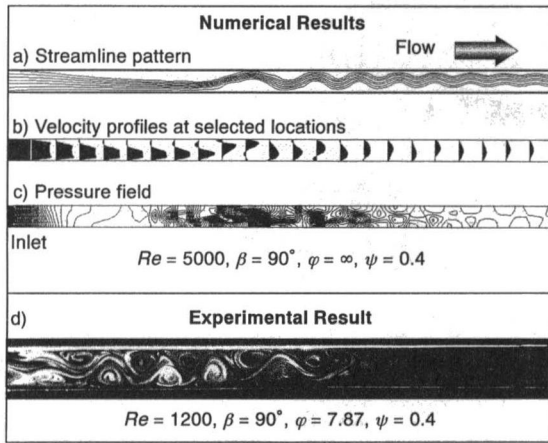 Numerical Results
a) Streamline pattern
Flow
b) Velocity profiles at selected locations
c) Pressure field
Inlet
Re = 5000, β = 90°, φ = ∞, ψ = 0.4
d)
Experimental Result
Re = 1200, β = 90°, φ = 7.87, ψ = 0.4